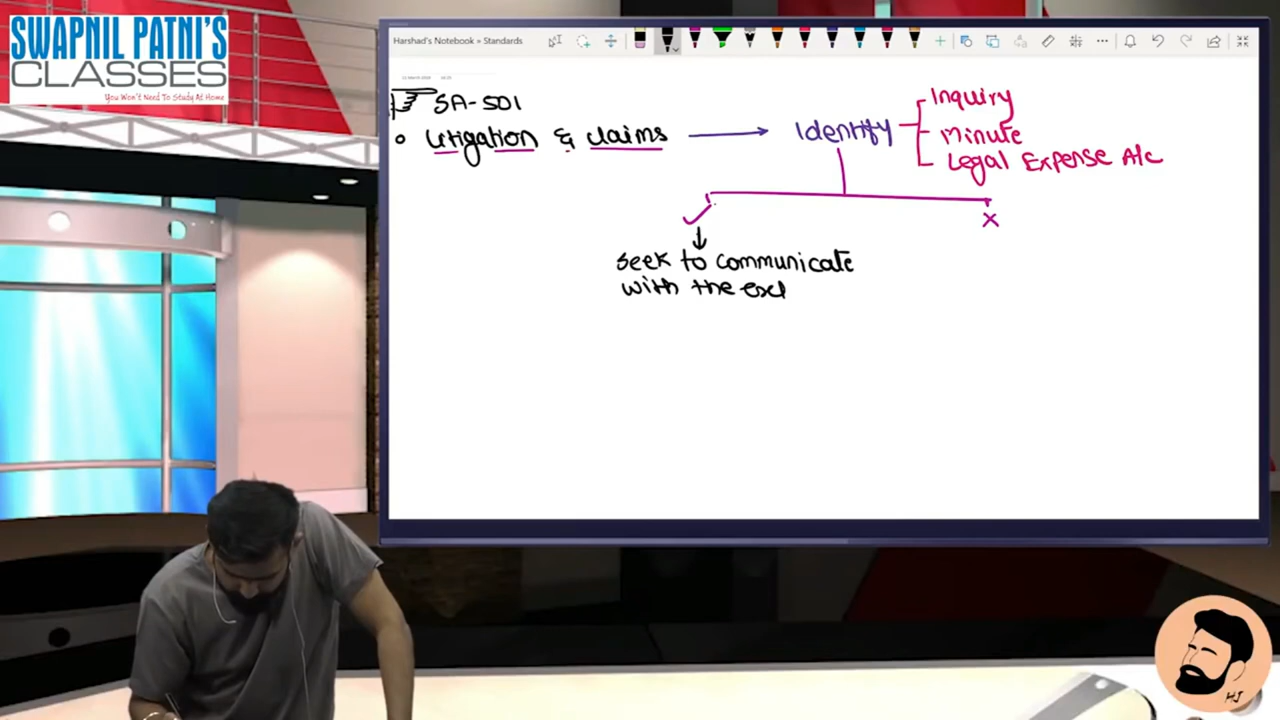 SWAPNIL PATNI'S
CLASSES
You Won't Need To Study At Home
Harshad's Notebook » Standards
SA-501
Litigation & claims
Identify
Inquiry
Minute
Legal Expense A/c
✓
x
Seek to communicate
with the
HJ